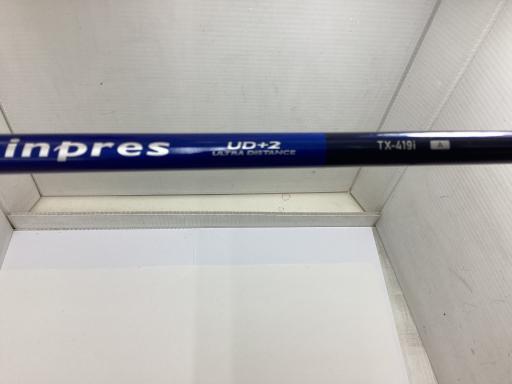 inpres UD+2 TX-419i A
ULTRA DISTANCE